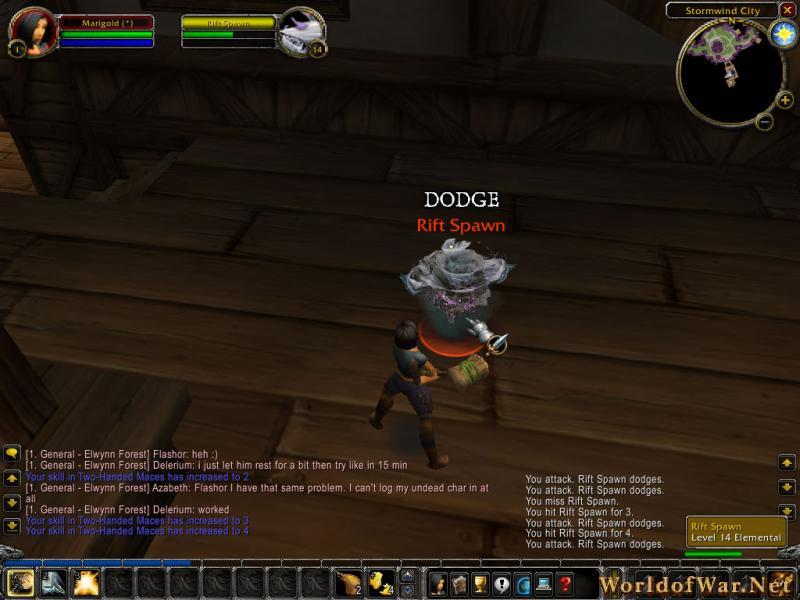 Marigold (*)
1
Rift Spawn
14
Stormwind City
N
DODGE
Rift Spawn
[1. General - Elwynn Forest] Flashor: heh :)
[1. General - Elwynn Forest] Delerium: i just let him rest for a bit then try like in 15 min
Your skill in Two-Handed Maces has increased to 2
[1. General - Elwynn Forest] Azabeth: Flashor I have that same problem. I can't log my undead char in at
all
[1. General - Elwynn Forest] Delerium: worked
Your skill in Two-Handed Maces has increased to 3
Your skill in Two-Handed Maces has increased to 4
You attack. Rift Spawn dodges.
You attack. Rift Spawn dodges.
You miss Rift Spawn.
You hit Rift Spawn for 3.
You attack. Rift Spawn dodges.
You hit Rift Spawn for 4.
You attack. Rift Spawn dodges.
Rift Spawn
Level 14 Elemental
2
4
WorldofWar.Net